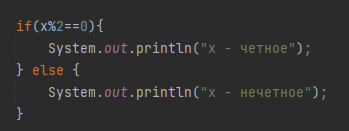 if(x%2==0){
    System.out.println("x - четное");
} else {
    System.out.println("x - нечетное");
}